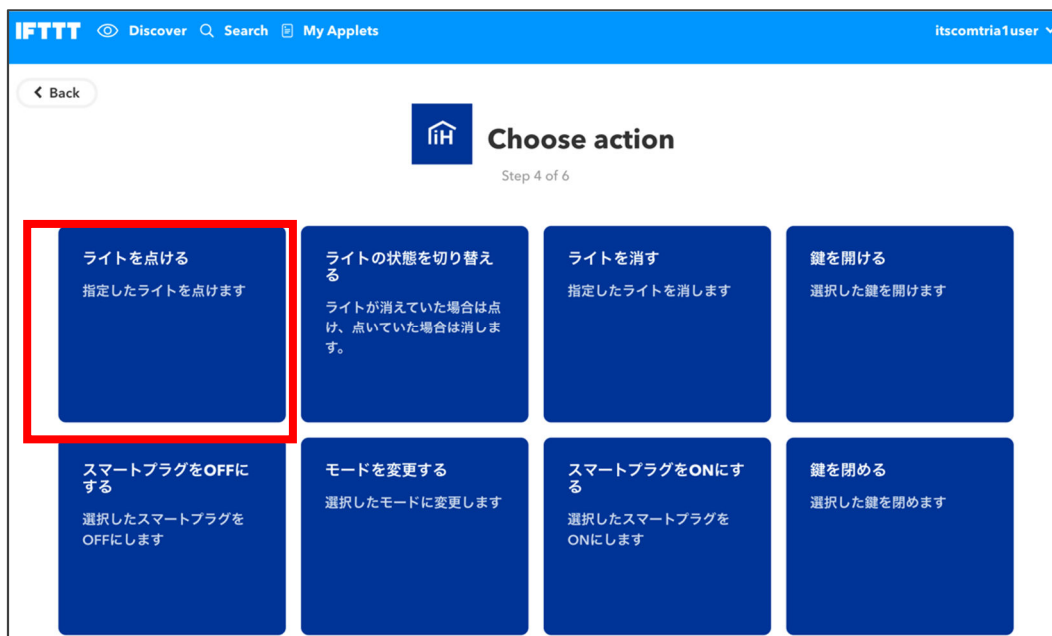 IFTTT Discover Search My Applets itscomtria1user
Back
iH
Choose action
Step 4 of 6
ライトを点ける
指定したライトを点けます
ライトの状態を切り替え
る
ライトが消えていた場合は点
け、点いていた場合は消しま
す。
ライトを消す
指定したライトを消します
鍵を開ける
選択した鍵を開けます
スマートプラグをOFFに
する
選択したスマートプラグを
OFFにします
モードを変更する
選択したモードに変更します
スマートプラグをONにす
る
選択したスマートプラグを
ONにします
鍵を閉める
選択した鍵を閉めます